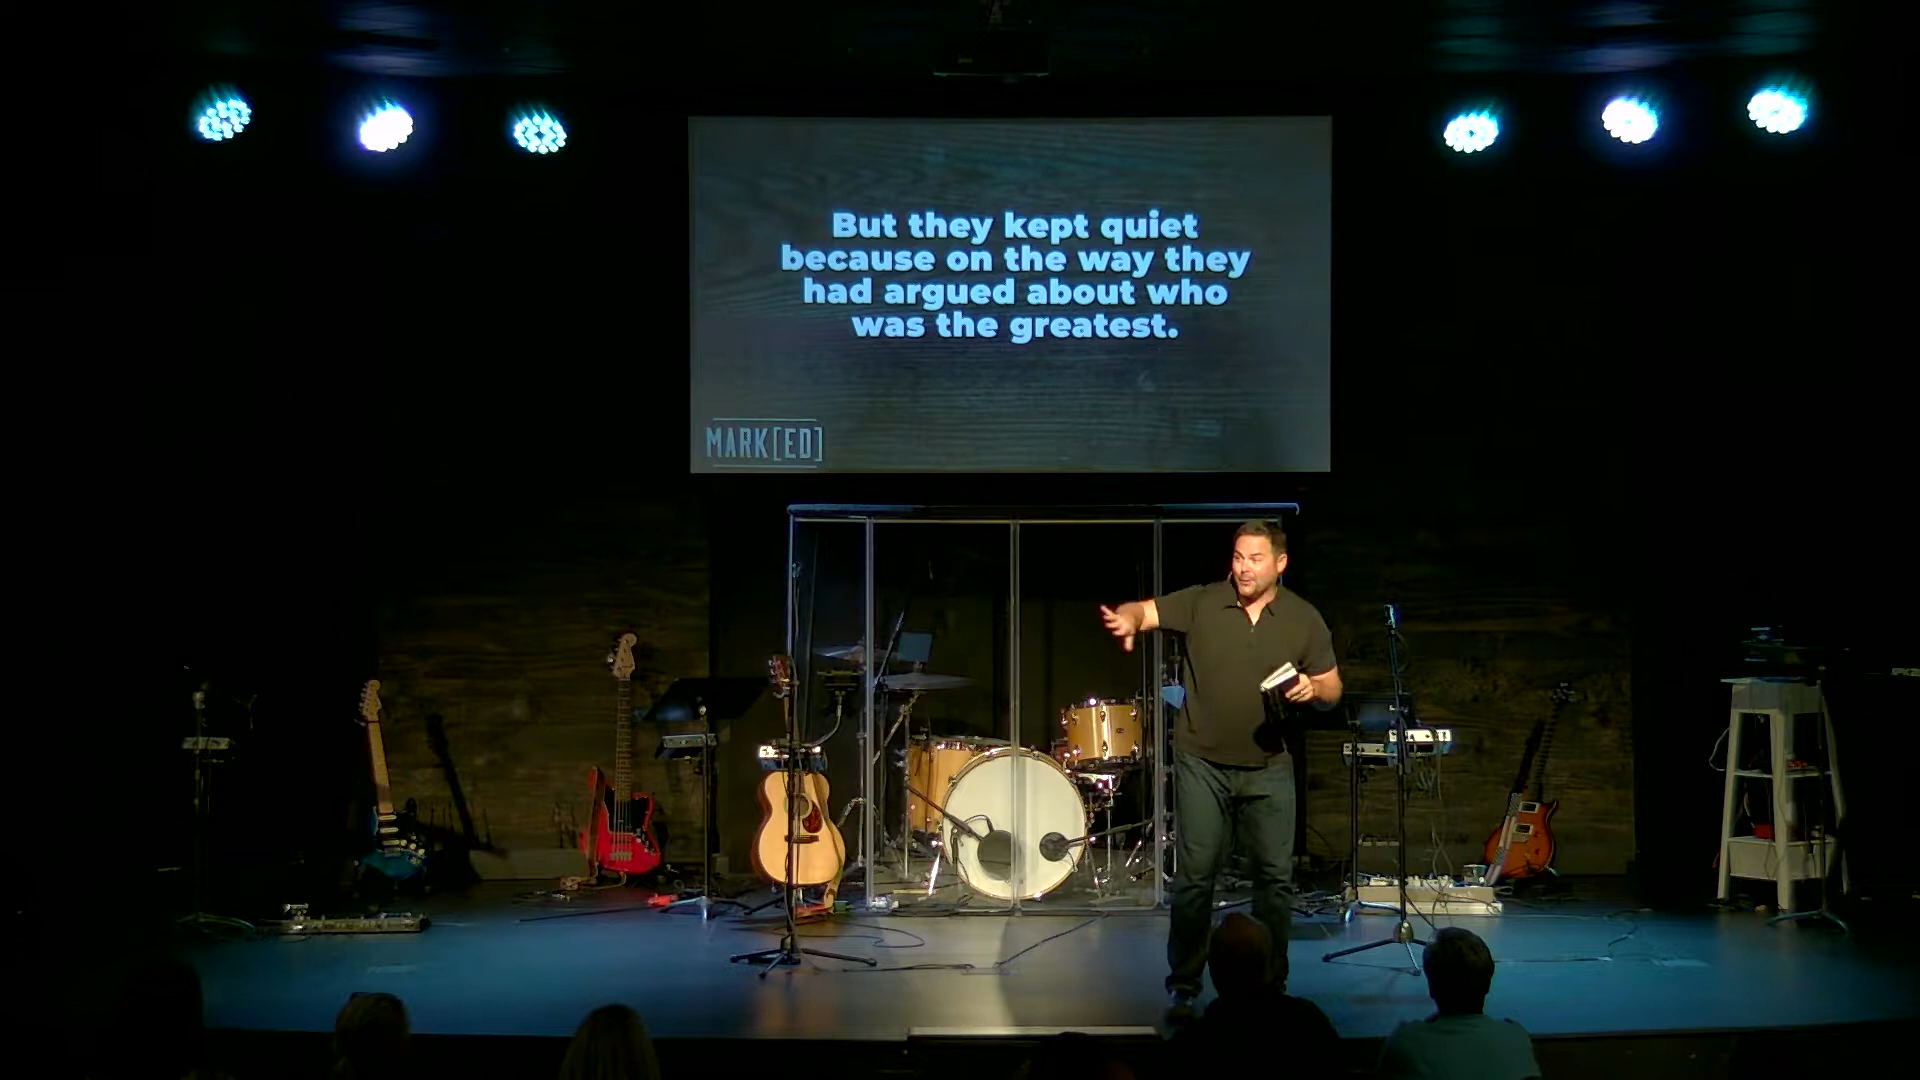 But they kept quiet
because on the way they
had argued about who
was the greatest.
MARK[ED]